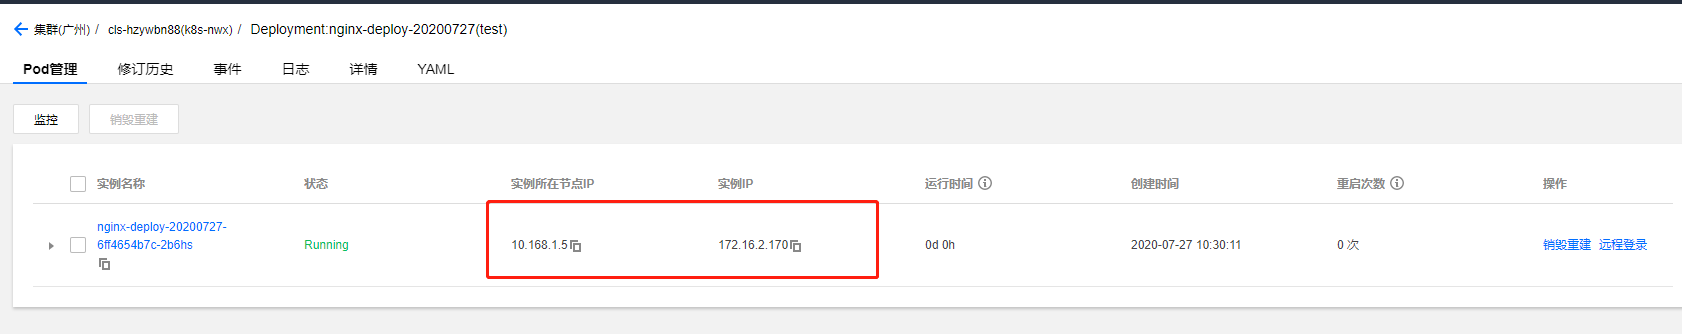 集群(广州) / cls-hzywbn88(k8s-nwx) / Deployment:nginx-deploy-20200727(test)
Pod管理 修订历史 事件 日志 详情 YAML
监控 销毁重建
实例名称 状态 实例所在节点IP 实例IP 运行时间 创建时间 重启次数 操作
nginx-deploy-20200727-
6ff4654b7c-2b6hs
Running 10.168.1.5 172.16.2.170 0d 0h 2020-07-27 10:30:11 0 次 销毁重建 远程登录